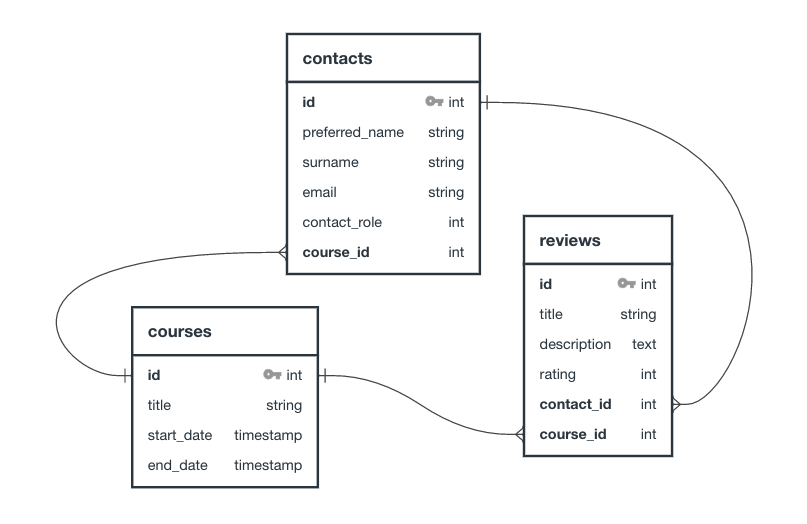 contacts
id int
preferred_name string
surname string
email string
contact_role int
course_id int
reviews
id int
title string
description text
rating int
contact_id int
course_id int
courses
id int
title string
start_date timestamp
end_date timestamp